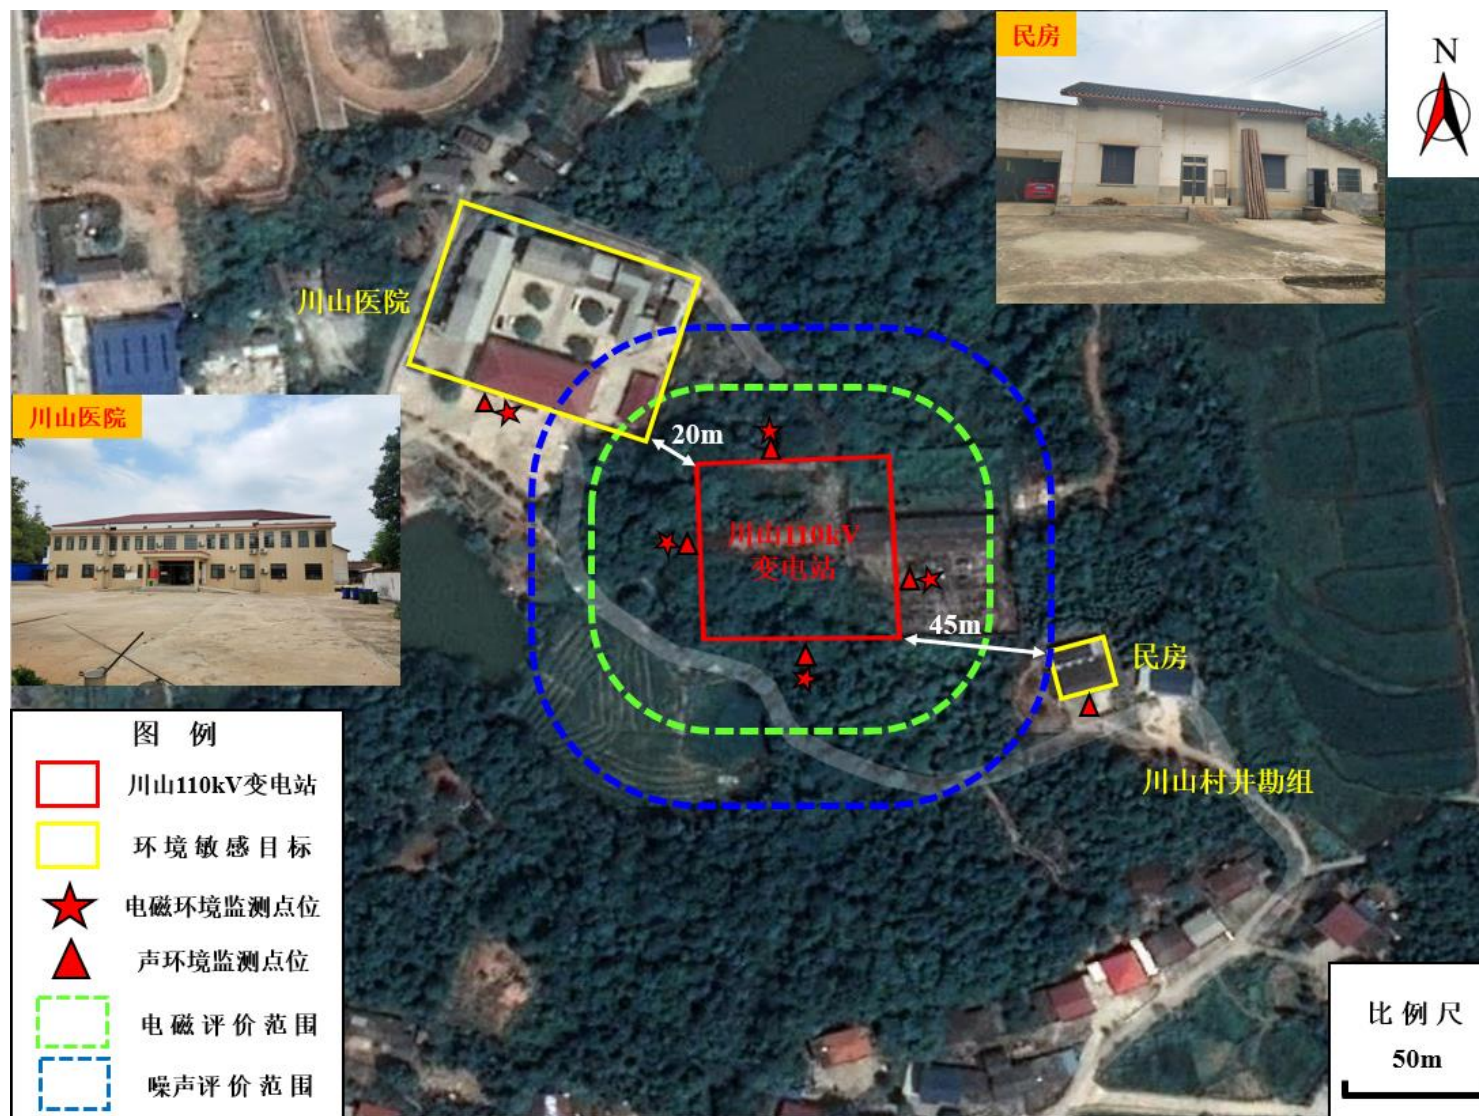 民房
N
川山医院
川山医院
20m
川山110kV
变电站
45m
民房
川山村井勘组
图 例
川山110kV变电站
环 境 敏 感 目 标
电磁环境监测点位
声环境监测点位
电 磁 评 价 范 围
噪 声 评 价 范 围
比 例 尺
50m